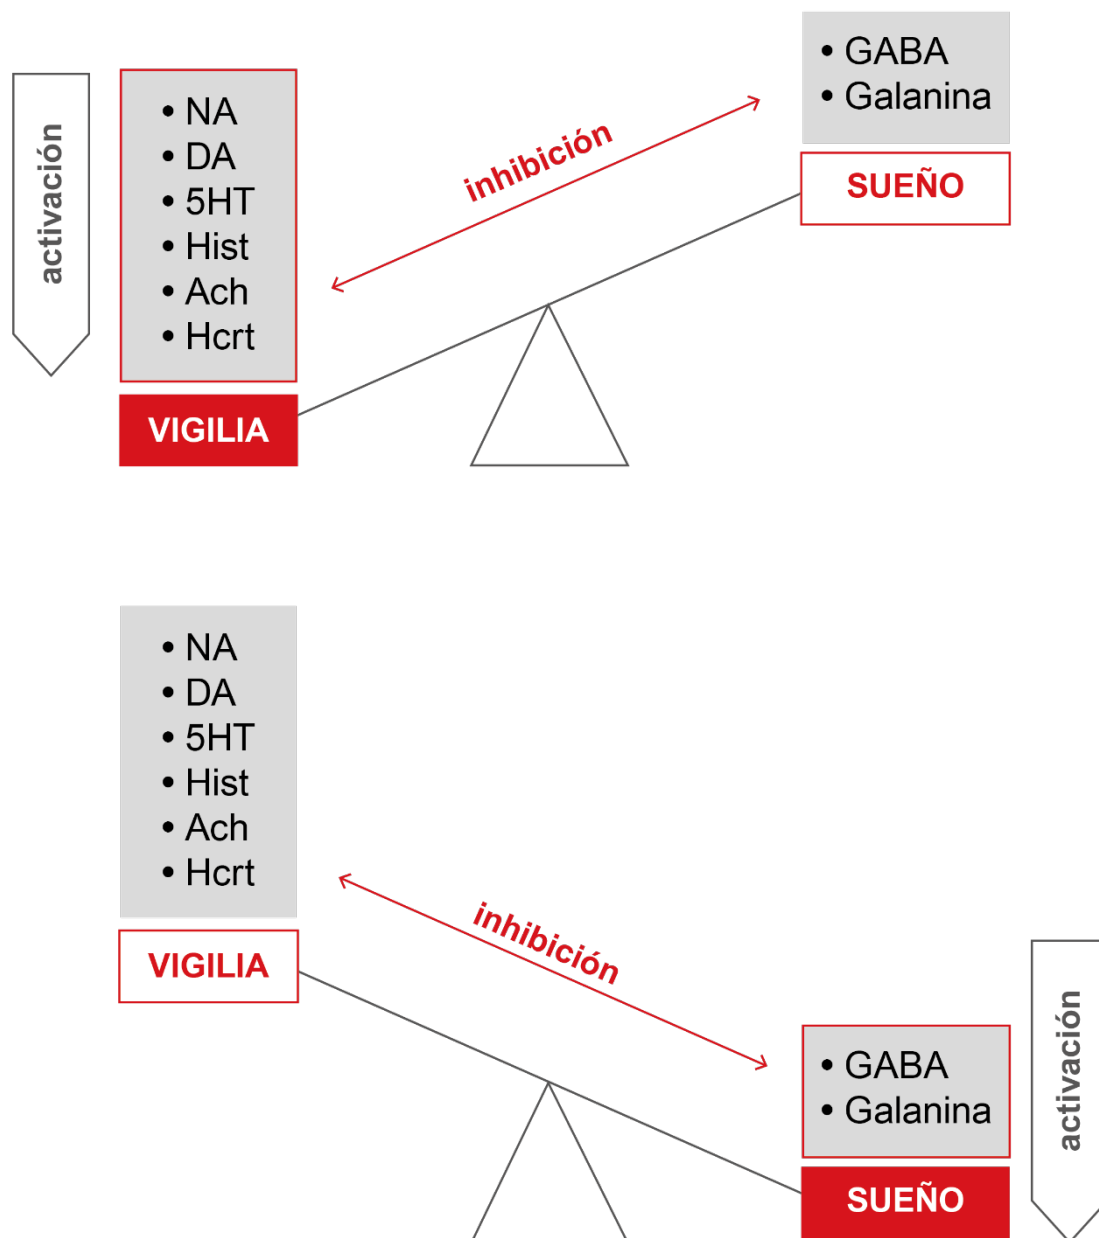 activación
• NA
• DA
• 5HT
• Hist
• Ach
• Hcrt
VIGILIA
inhibición
• GABA
• Galanina
SUEÑO
• NA
• DA
• 5HT
• Hist
• Ach
• Hcrt
VIGILIA
inhibición
• GABA
• Galanina
SUEÑO
activación